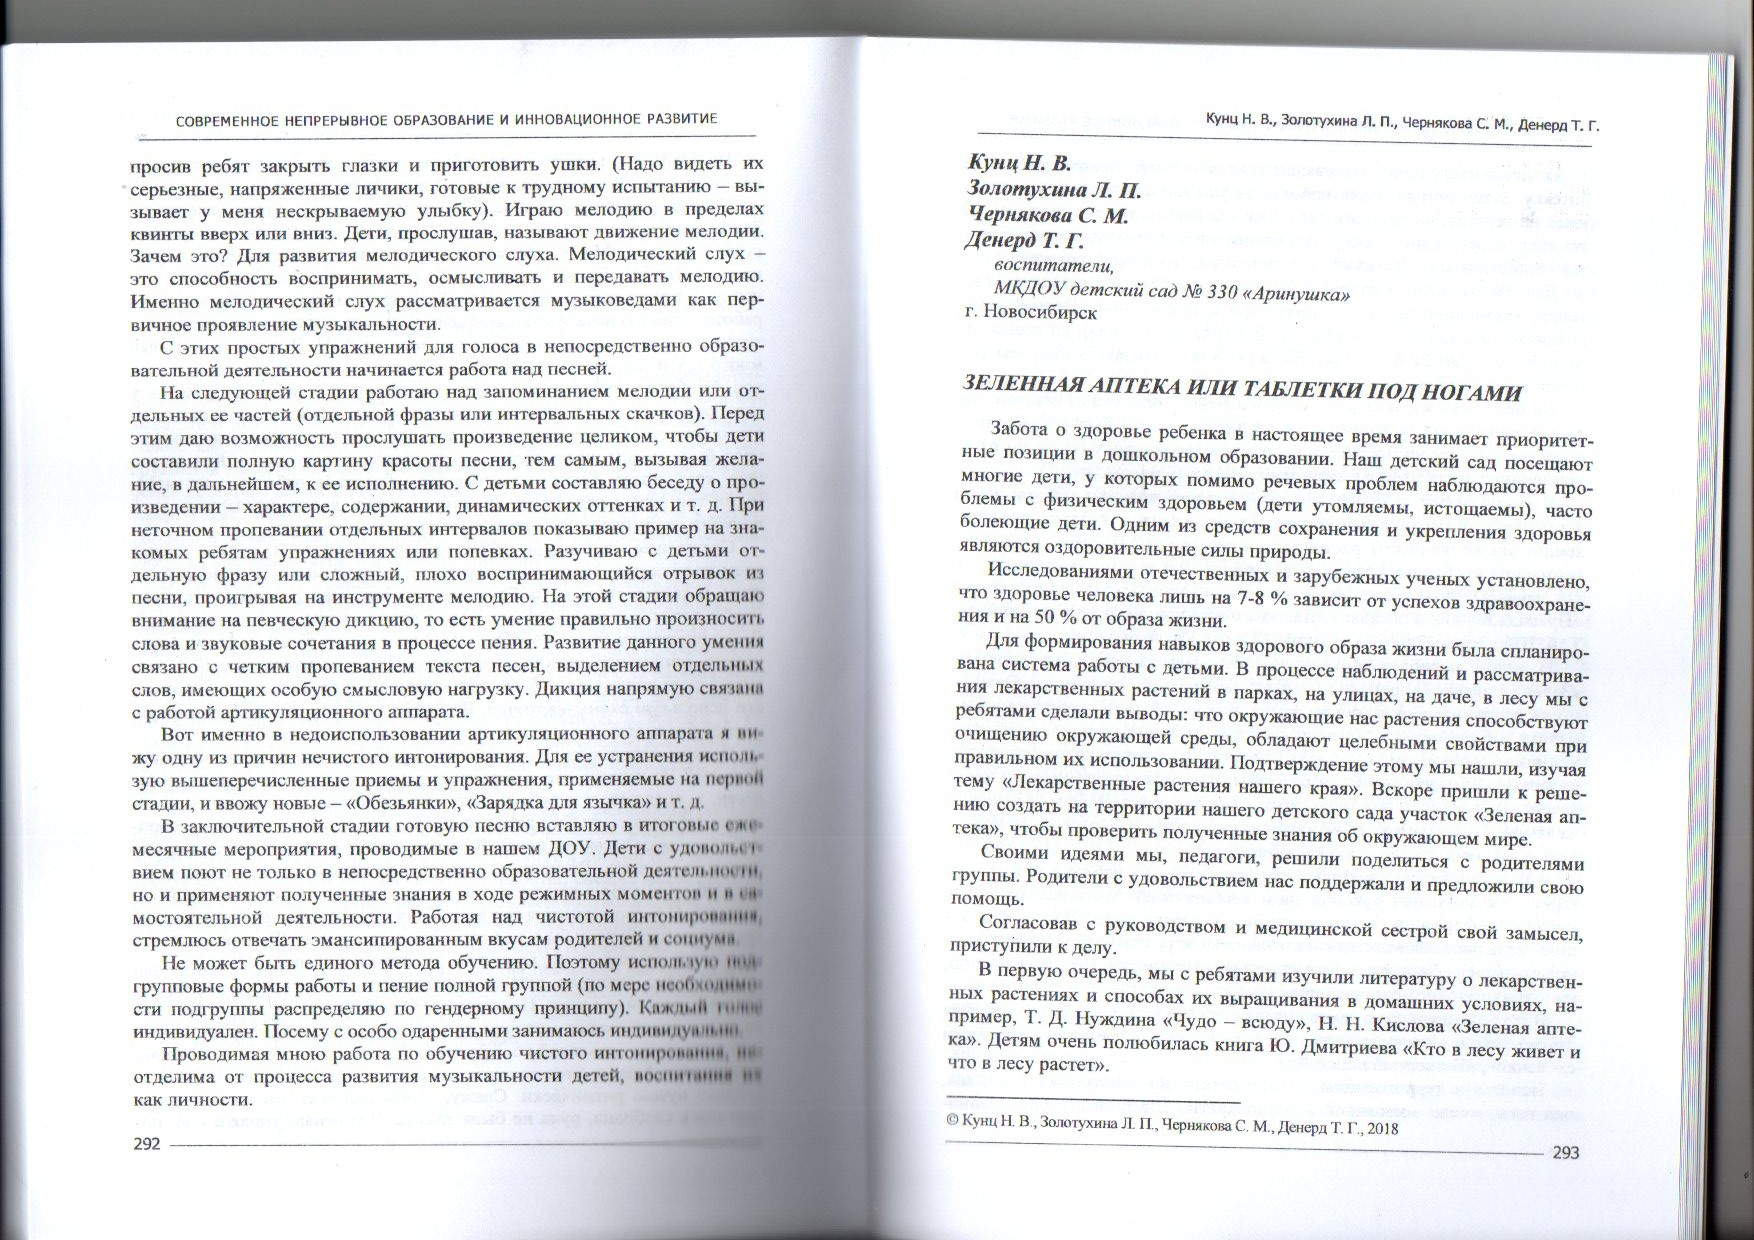 СОВРЕМЕННОЕ НЕПРЕРЫВНОЕ ОБРАЗОВАНИЕ И ИННОВАЦИОННОЕ РАЗВИТИЕ
просив ребят закрыть глазки и приготовить ушки. (Надо видеть их
серьезные, напряженные личики, готовые к трудному испытанию – вы-
зывает у меня нескрываемую улыбку). Играю мелодию в пределах
квинты вверх или вниз. Дети, прослушав, называют движение мелодии.
Зачем это? Для развития мелодического слуха. Мелодический слух –
это способность воспринимать, осмысливать и передавать мелодию.
Именно мелодический слух рассматривается музыковедами как пер-
вичное проявление музыкальности.
С этих простых упражнений для голоса в непосредственно образо-
вательной деятельности начинается работа над песней.
На следующей стадии работаю над запоминанием мелодии или от-
дельных ее частей (отдельной фразы или интервальных скачков). Перед
этим даю возможность прослушать произведение целиком, чтобы дети
составили полную картину красоты песни, тем самым, вызывая жела-
ние, в дальнейшем, к ее исполнению. С детьми составляю беседу о про-
изведении – характере, содержании, динамических оттенках и т. д. При
неточном пропевании отдельных интервалов показываю пример на зна-
комых ребятам упражнениях или попевках. Разучиваю с детьми от-
дельную фразу или сложный, плохо воспринимающийся отрывок из
песни, проигрывая на инструменте мелодию. На этой стадии обращаю
внимание на певческую дикцию, то есть умение правильно произносить
слова и звуковые сочетания в процессе пения. Развитие данного умения
связано с четким пропеванием текста песен, выделением отдельных
слов, имеющих особую смысловую нагрузку. Дикция напрямую связана
с работой артикуляционного аппарата.
Вот именно в недоиспользовании артикуляционного аппарата я ви-
жу одну из причин нечистого интонирования. Для ее устранения исполь-
зую вышеперечисленные приемы и упражнения, применяемые на первой
стадии, и ввожу новые – «Обезьянки», «Зарядка для язычка» и т. д.
В заключительной стадии готовую песню вставляю в итоговые еже-
месячные мероприятия, проводимые в нашем ДОУ. Дети с удовольст-
вием поют не только в непосредственно образовательной деятельности,
но и применяют полученные знания в ходе режимных моментов и в са-
мостоятельной деятельности. Работая над чистотой интонирования,
стремлюсь отвечать эмансипированным вкусам родителей и социума.
Не может быть единого метода обучению. Поэтому использую под-
групповые формы работы и пение полной группой (по мере необходимо-
сти подгруппы распределяю по гендерному принципу). Каждый голос
индивидуален. Посему с особо одаренными занимаюсь индивидуально.
Проводимая мною работа по обучению чистого интонирования, не-
отделима от процесса развития музыкальности детей, воспитания их
как личности.
292
Кунц Н. В., Золотухина Л. П., Чернякова С. М., Денерд Т. Г.
Кунц Н. В.
Золотухина Л. П.
Чернякова С. М.
Денерд Т. Г.
воспитатели,
МКДОУ детский сад № 330 «Аринушка»
г. Новосибирск
ЗЕЛЕННАЯ АПТЕКА ИЛИ ТАБЛЕТКИ ПОД НОГАМИ
Забота о здоровье ребенка в настоящее время занимает приоритет-
ные позиции в дошкольном образовании. Наш детский сад посещают
многие дети, у которых помимо речевых проблем наблюдаются про-
блемы с физическим здоровьем (дети утомляемы, истощаемы), часто
болеющие дети. Одним из средств сохранения и укрепления здоровья
являются оздоровительные силы природы.
Исследованиями отечественных и зарубежных ученых установлено,
что здоровье человека лишь на 7-8 % зависит от успехов здравоохране-
ния и на 50 % от образа жизни.
Для формирования навыков здорового образа жизни была спланиро-
вана система работы с детьми. В процессе наблюдений и рассматрива-
ния лекарственных растений в парках, на улицах, на даче, в лесу мы с
ребятами сделали выводы: что окружающие нас растения способствуют
очищению окружающей среды, обладают целебными свойствами при
правильном их использовании. Подтверждение этому мы нашли, изучая
тему «Лекарственные растения нашего края». Вскоре пришли к реше-
нию создать на территории нашего детского сада участок «Зеленая ап-
тека», чтобы проверить полученные знания об окружающем мире.
Своими идеями мы, педагоги, решили поделиться с родителями
группы. Родители с удовольствием нас поддержали и предложили свою
помощь.
Согласовав с руководством и медицинской сестрой свой замысел,
приступили к делу.
В первую очередь, мы с ребятами изучили литературу о лекарствен-
ных растениях и способах их выращивания в домашних условиях, на-
пример, Т. Д. Нуждина «Чудо – всюду», Н. Н. Кислова «Зеленая апте-
ка». Детям очень полюбилась книга Ю. Дмитриева «Кто в лесу живет и
что в лесу растет».
© Кунц Н. В., Золотухина Л. П., Чернякова С. М., Денерд Т. Г., 2018
293